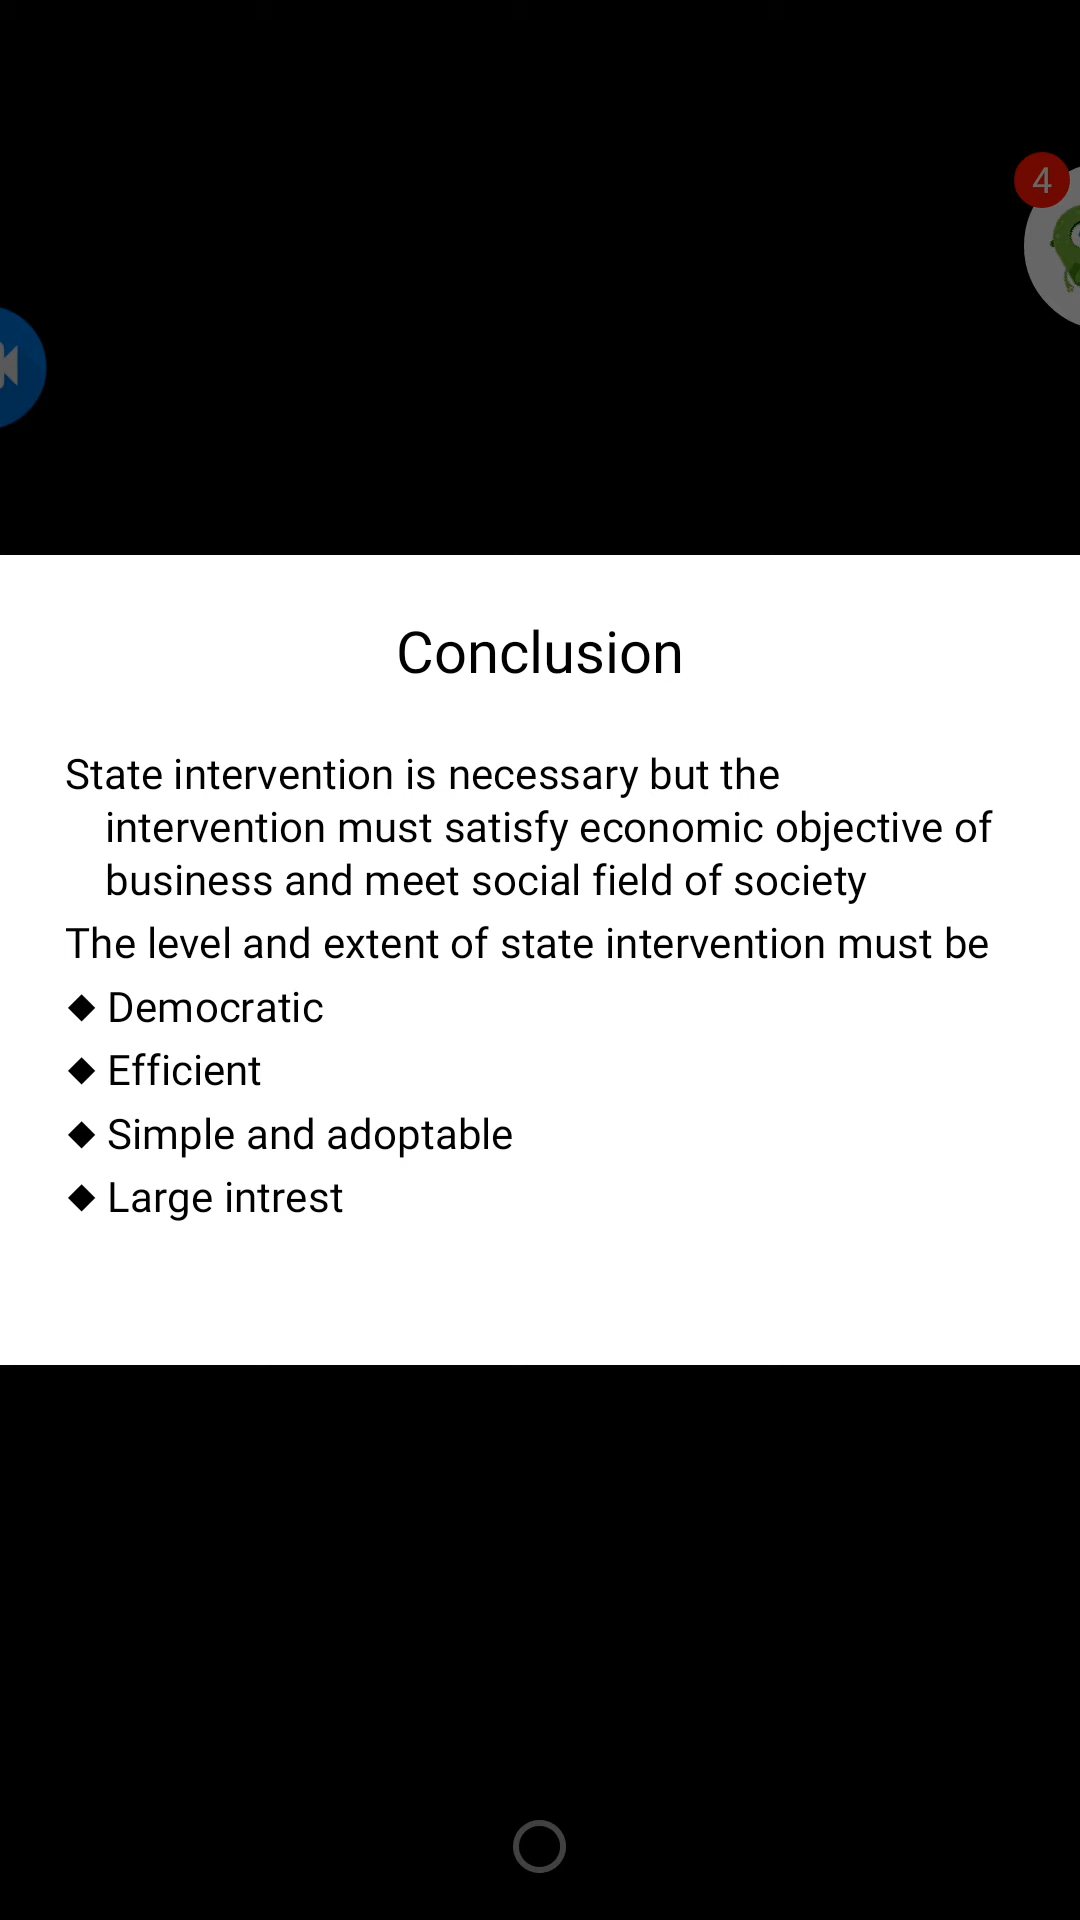 4
Conclusion
State intervention is necessary but the
intervention must satisfy economic objective of
business and meet social field of society
The level and extent of state intervention must be
◆ Democratic
◆ Efficient
◆ Simple and adoptable
◆ Large intrest